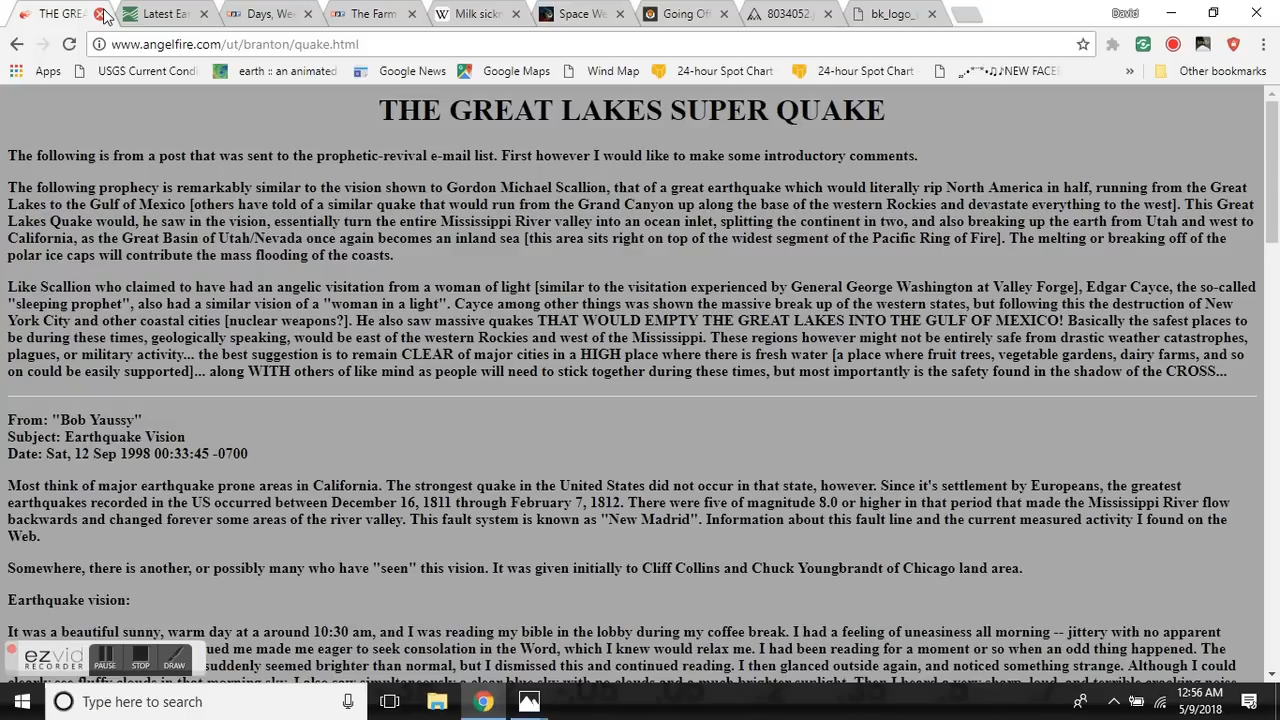 THE GREA
Latest Ear
Days, We
The Farm
Milk sickn
Space We
Going Off
8034052
bk_logo_
David
www.angelfire.com/ut/branton/quake.html
Apps
USGS Current Condi
earth :: an animated
Google News
Google Maps
Wind Map
24-hour Spot Chart
24-hour Spot Chart
NEW FACE
»
Other bookmarks
THE GREAT LAKES SUPER QUAKE
The following is from a post that was sent to the prophetic-revival e-mail list. First however I would like to make some introductory comments.
The following prophecy is remarkably similar to the vision shown to Gordon Michael Scallion, that of a great earthquake which would literally rip North America in half, running from the Great
Lakes to the Gulf of Mexico [others have told of a similar quake that would run from the Grand Canyon up along the base of the western Rockies and devastate everything to the west]. This Great
Lakes Quake would, he saw in the vision, essentially turn the entire Mississippi River valley into an ocean inlet, splitting the continent in two, and also breaking up the earth from Utah and west to
California, as the Great Basin of Utah/Nevada once again becomes an inland sea [this area sits right on top of the widest segment of the Pacific Ring of Fire]. The melting or breaking off of the
polar ice caps will contribute the mass flooding of the coasts.
Like Scallion who claimed to have had an angelic visitation from a woman of light [similar to the visitation experienced by General George Washington at Valley Forge], Edgar Cayce, the so-called
"sleeping prophet", also had a similar vision of a "woman in a light". Cayce among other things was shown the massive break up of the western states, but following this the destruction of New
York City and other coastal cities [nuclear weapons?]. He also saw massive quakes THAT WOULD EMPTY THE GREAT LAKES INTO THE GULF OF MEXICO! Basically the safest places to
be during these times, geologically speaking, would be east of the western Rockies and west of the Mississippi. These regions however might not be entirely safe from drastic weather catastrophes,
plagues, or military activity... the best suggestion is to remain CLEAR of major cities in a HIGH place where there is fresh water [a place where fruit trees, vegetable gardens, dairy farms, and so
on could be easily supported]... along WITH others of like mind as people will need to stick together during these times, but most importantly is the safety found in the shadow of the CROSS...
From: "Bob Yaussy"
Subject: Earthquake Vision
Date: Sat, 12 Sep 1998 00:33:45 -0700
Most think of major earthquake prone areas in California. The strongest quake in the United States did not occur in that state, however. Since it's settlement by Europeans, the greatest
earthquakes recorded in the US occurred between December 16, 1811 through February 7, 1812. There were five of magnitude 8.0 or higher in that period that made the Mississippi River flow
backwards and changed forever some areas of the river valley. This fault system is known as "New Madrid". Information about this fault line and the current measured activity I found on the
Web.
Somewhere, there is another, or possibly many who have "seen" this vision. It was given initially to Cliff Collins and Chuck Youngbrandt of Chicago land area.
Earthquake vision:
It was a beautiful sunny, warm day at a around 10:30 am, and I was reading my bible in the lobby during my coffee break. I had a feeling of uneasiness all morning -- jittery with no apparent
ued me made me eager to seek consolation in the Word, which I knew would relax me. I had been reading for a moment or so when an odd thing happened. The
suddenly seemed brighter than normal, but I dismissed this and continued reading. I then glanced outside again, and noticed something strange. Although I could
ezvid
RECORDER
PAUSE
STOP
DRAW
Type here to search
12:56 AM
5/9/2018